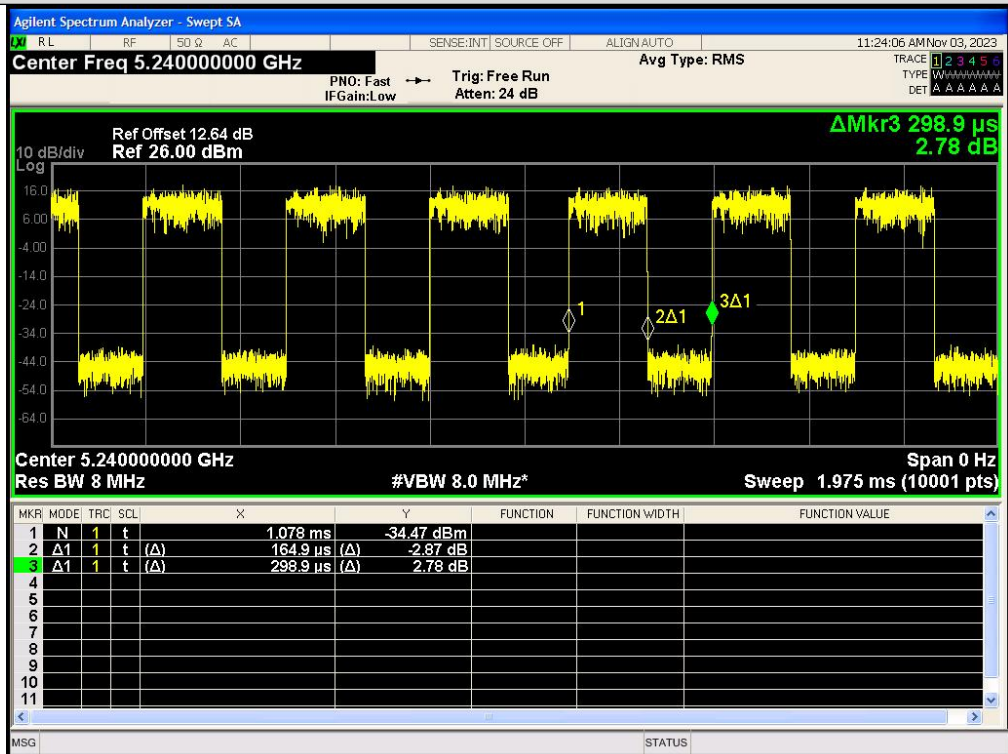 Agilent Spectrum Analyzer - Swept SA
LXI RL RF 50 Ω AC SENSE:INT SOURCE OFF ALIGN AUTO 11:24:06 AM Nov 03, 2023
Center Freq 5.240000000 GHz
Avg Type: RMS
TRACE 1 2 3 4 5 6
PNO: Fast Trig: Free Run
TYPE W
IFGain:Low Atten: 24 dB
DET A A A A A A
ΔMkr3 298.9 µs
2.78 dB
Ref Offset 12.64 dB
10 dB/div Ref 26.00 dBm
Log
16.0
6.00
-4.00
-14.0
-24.0
-34.0
-44.0
-54.0
-64.0
1
2Δ1
3Δ1
Center 5.240000000 GHz Span 0 Hz
Res BW 8 MHz #VBW 8.0 MHz* Sweep 1.975 ms (10001 pts)
MKR MODE TRC SCL X Y FUNCTION FUNCTION WIDTH FUNCTION VALUE
1 N 1 t 1.078 ms -34.47 dBm
2 Δ1 1 t (Δ) 164.9 µs (Δ) -2.87 dB
3 Δ1 1 t (Δ) 298.9 µs (Δ) 2.78 dB
4
5
6
7
8
9
10
11
MSG STATUS